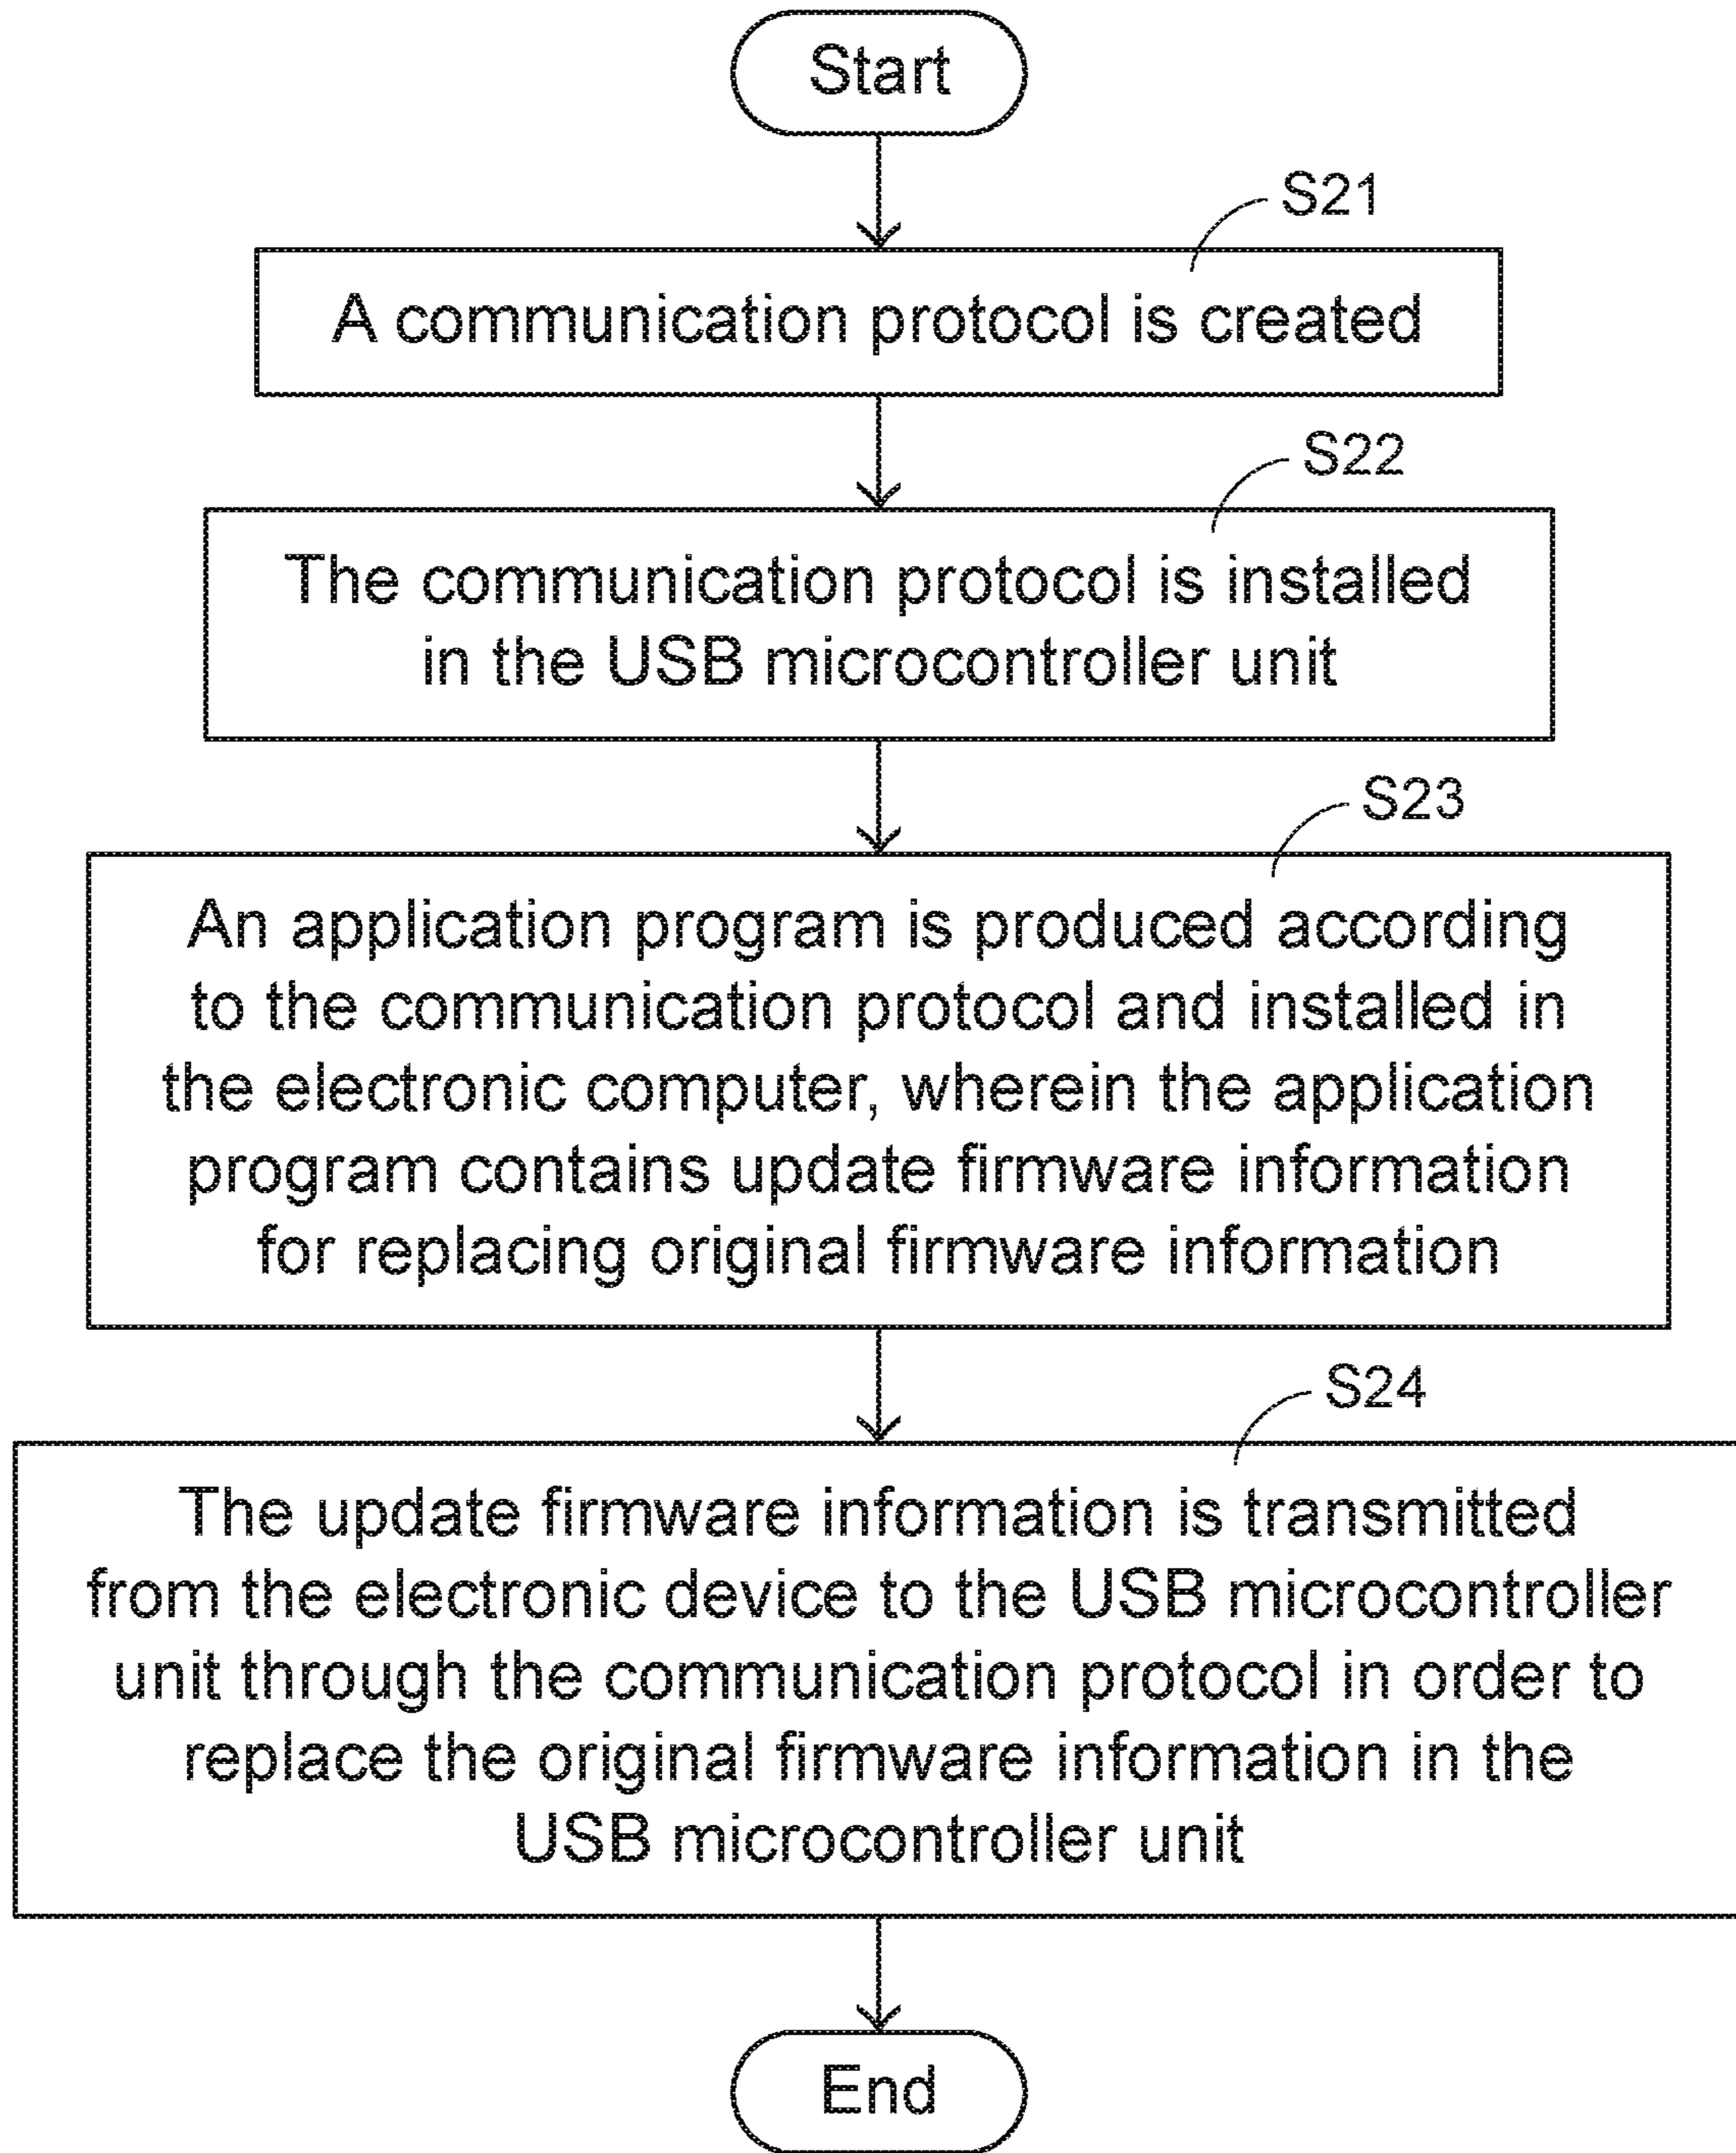 Start
S21
A communication protocol is created
S22
The communication protocol is installed
in the USB microcontroller unit
S23
An application program is produced according
to the communication protocol and installed in
the electronic computer, wherein the application
program contains update firmware information
for replacing original firmware information
S24
The update firmware information is transmitted
from the electronic device to the USB microcontroller
unit through the communication protocol in order to
replace the original firmware information in the
USB microcontroller unit
End